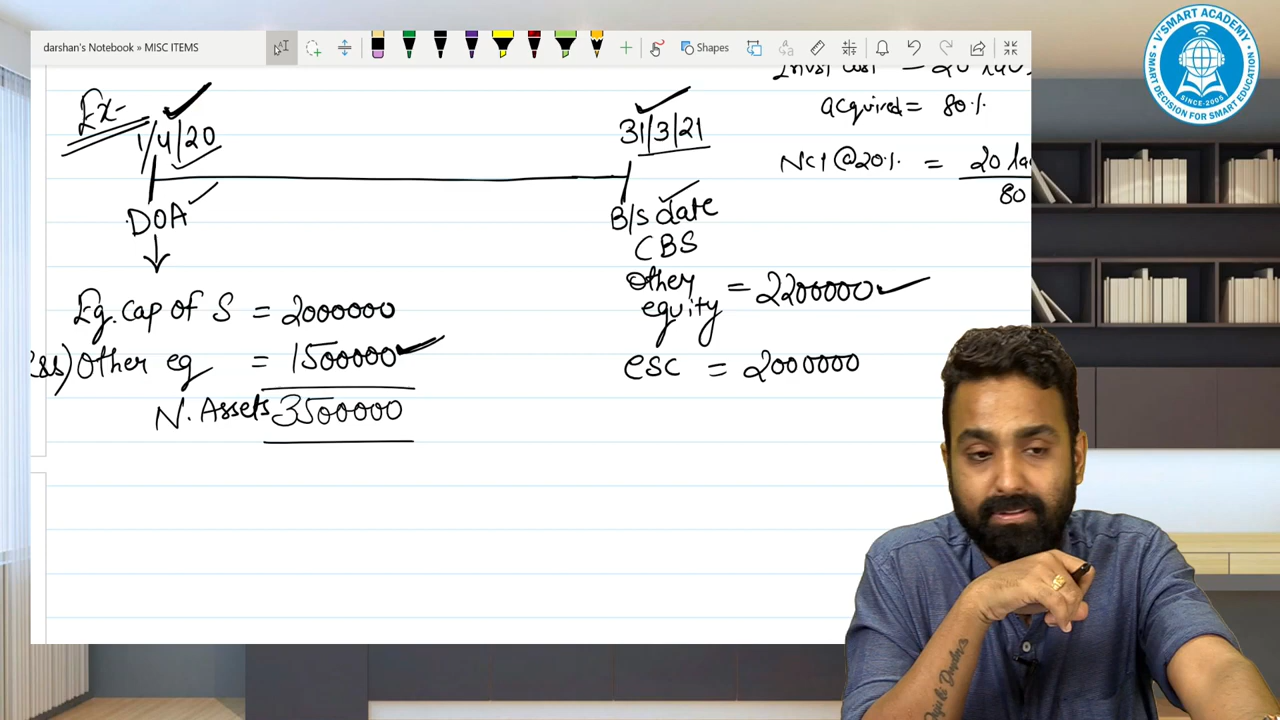 darshan's Notebook » MISC ITEMS
Shapes
V'SMART ACADEMY
SINCE-2005
SMART DECISION FOR SMART EDUCATION
Ex-
1/4/20
31/3/21
acquired = 80%
NCI @20% = 20
80
DOA
B/s date
CBS
Other equity = 2200000
Eq. Cap of S = 2000000
Other eq = 1500000
esc = 2000000
N. Assets 3500000